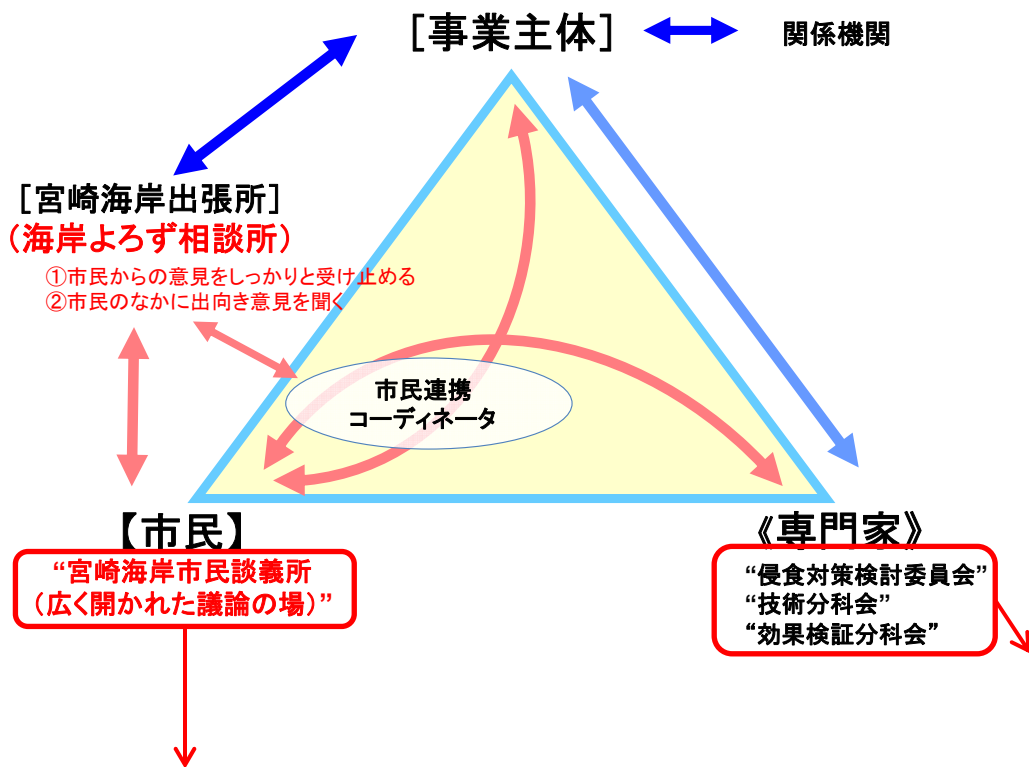 ［事業主体］
関係機関
［宮崎海岸出張所］
（海岸よろず相談所）
①市民からの意見をしっかりと受け止める
②市民のなかに出向き意見を聞く
市民連携
コーディネータ
【市民】
“宮崎海岸市民談義所
（広く開かれた議論の場）”
《専門家》
“侵食対策検討委員会”
“技術分科会”
“効果検証分科会”